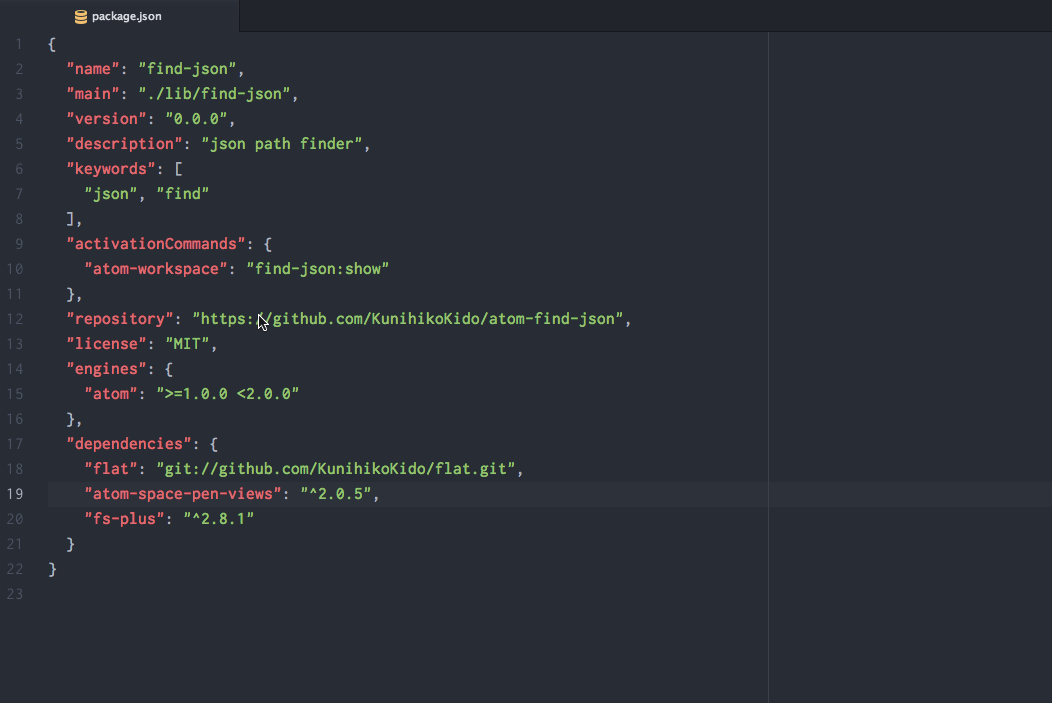 package.json
1 {
2   "name": "find-json",
3   "main": "./lib/find-json",
4   "version": "0.0.0",
5   "description": "json path finder",
6   "keywords": [
7     "json", "find"
8   ],
9   "activationCommands": {
10     "atom-workspace": "find-json:show"
11   },
12   "repository": "https://github.com/KunihikoKido/atom-find-json",
13   "license": "MIT",
14   "engines": {
15     "atom": ">=1.0.0 <2.0.0"
16   },
17   "dependencies": {
18     "flat": "git://github.com/KunihikoKido/flat.git",
19     "atom-space-pen-views": "^2.0.5",
20     "fs-plus": "^2.8.1"
21   }
22 }
23